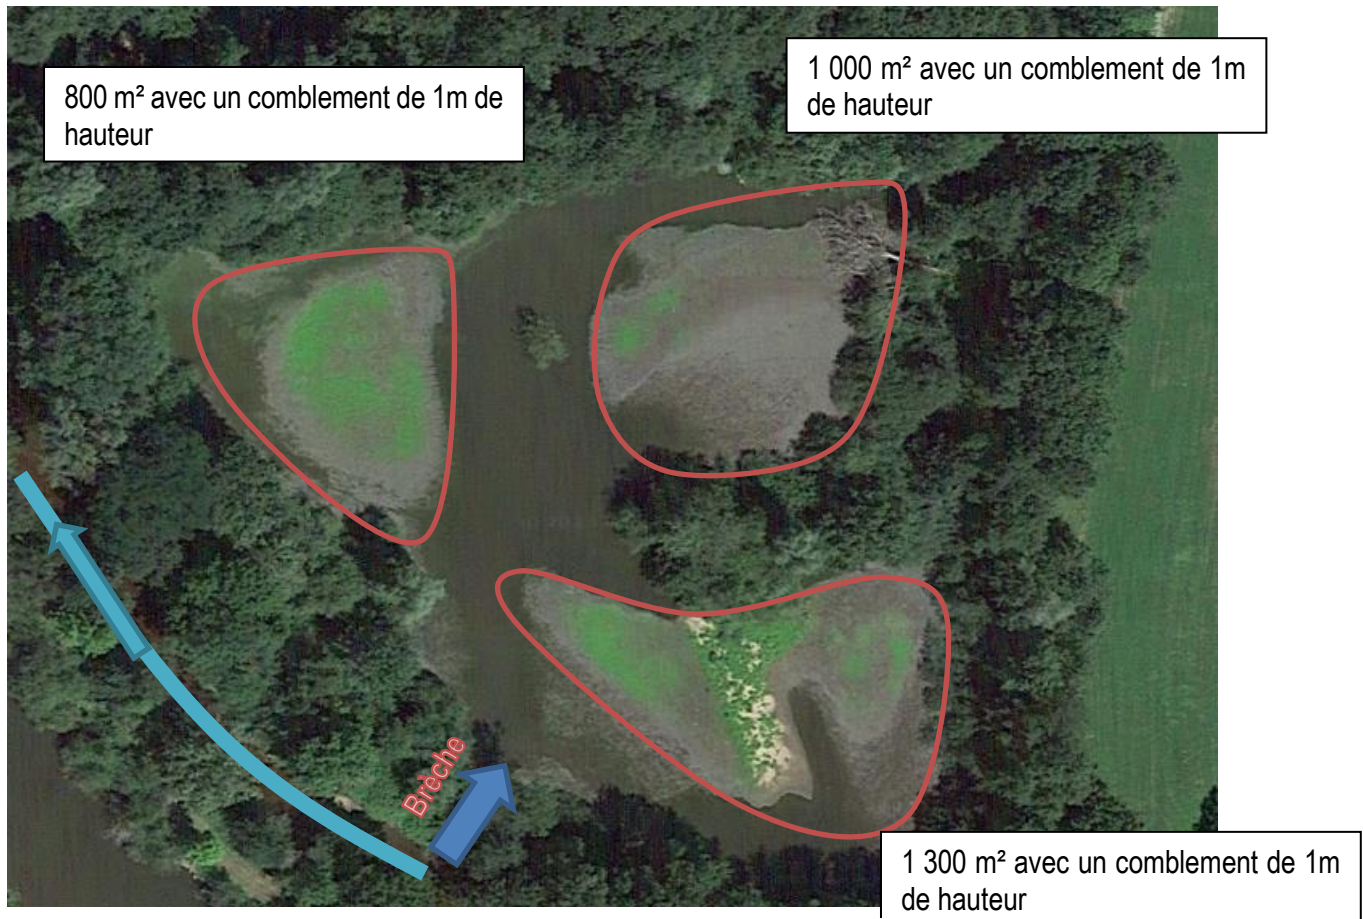 800 m² avec un comblement de 1m de
hauteur
1 000 m² avec un comblement de 1m
de hauteur
Brèche
1 300 m² avec un comblement de 1m
de hauteur